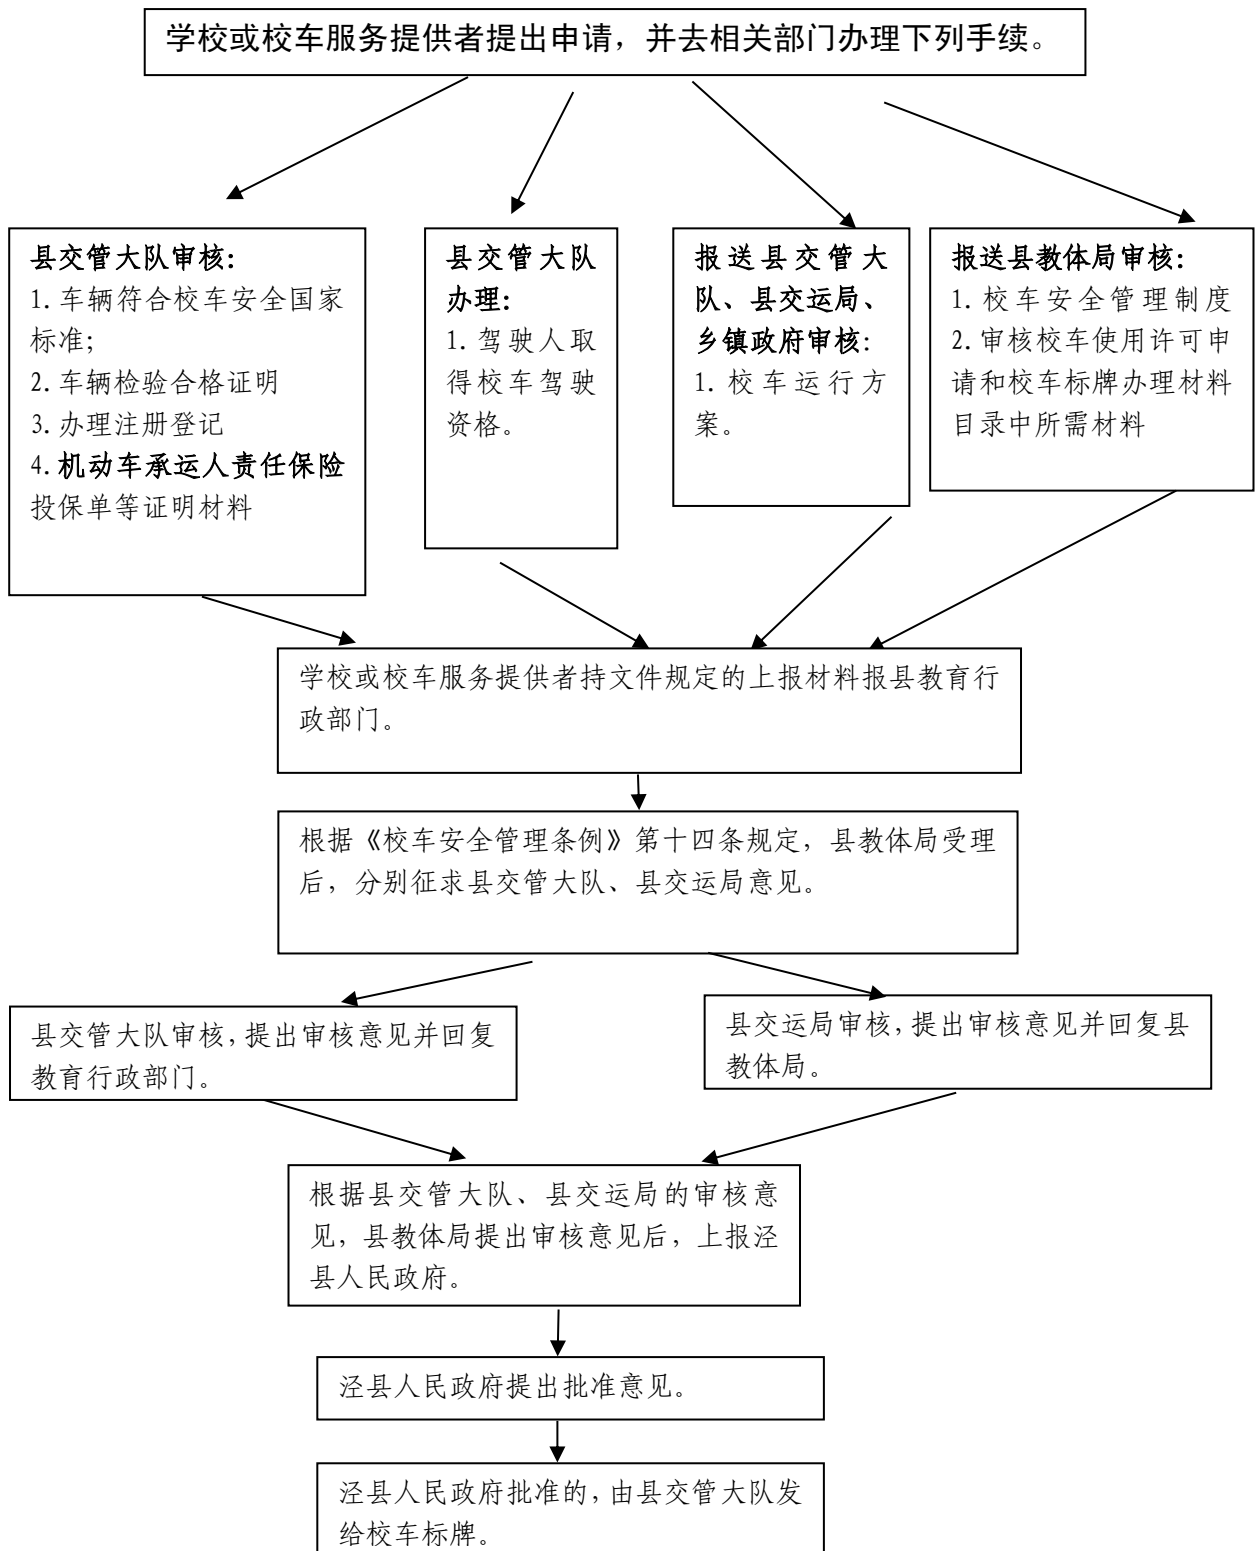 学校或校车服务提供者提出申请，并去相关部门办理下列手续。
县交管大队审核：
1.车辆符合校车安全国家
标准；
2.车辆检验合格证明
3.办理注册登记
4.机动车承运人责任保险
投保单等证明材料
县交管大队
办理：
1.驾驶人取
得校车驾驶
资格。
报送县交管大
队、县交运局、
乡镇政府审核：
1.校车运行方
案。
报送县教体局审核：
1.校车安全管理制度
2.审核校车使用许可申
请和校车标牌办理材料
目录中所需材料
学校或校车服务提供者持文件规定的上报材料报县教育行
政部门。
根据《校车安全管理条例》第十四条规定，县教体局受理
后，分别征求县交管大队、县交运局意见。
县交管大队审核，提出审核意见并回复
教育行政部门。
县交运局审核，提出审核意见并回复县
教体局。
根据县交管大队、县交运局的审核意
见，县教体局提出审核意见后，上报泾
县人民政府。
泾县人民政府提出批准意见。
泾县人民政府批准的，由县交管大队发
给校车标牌。